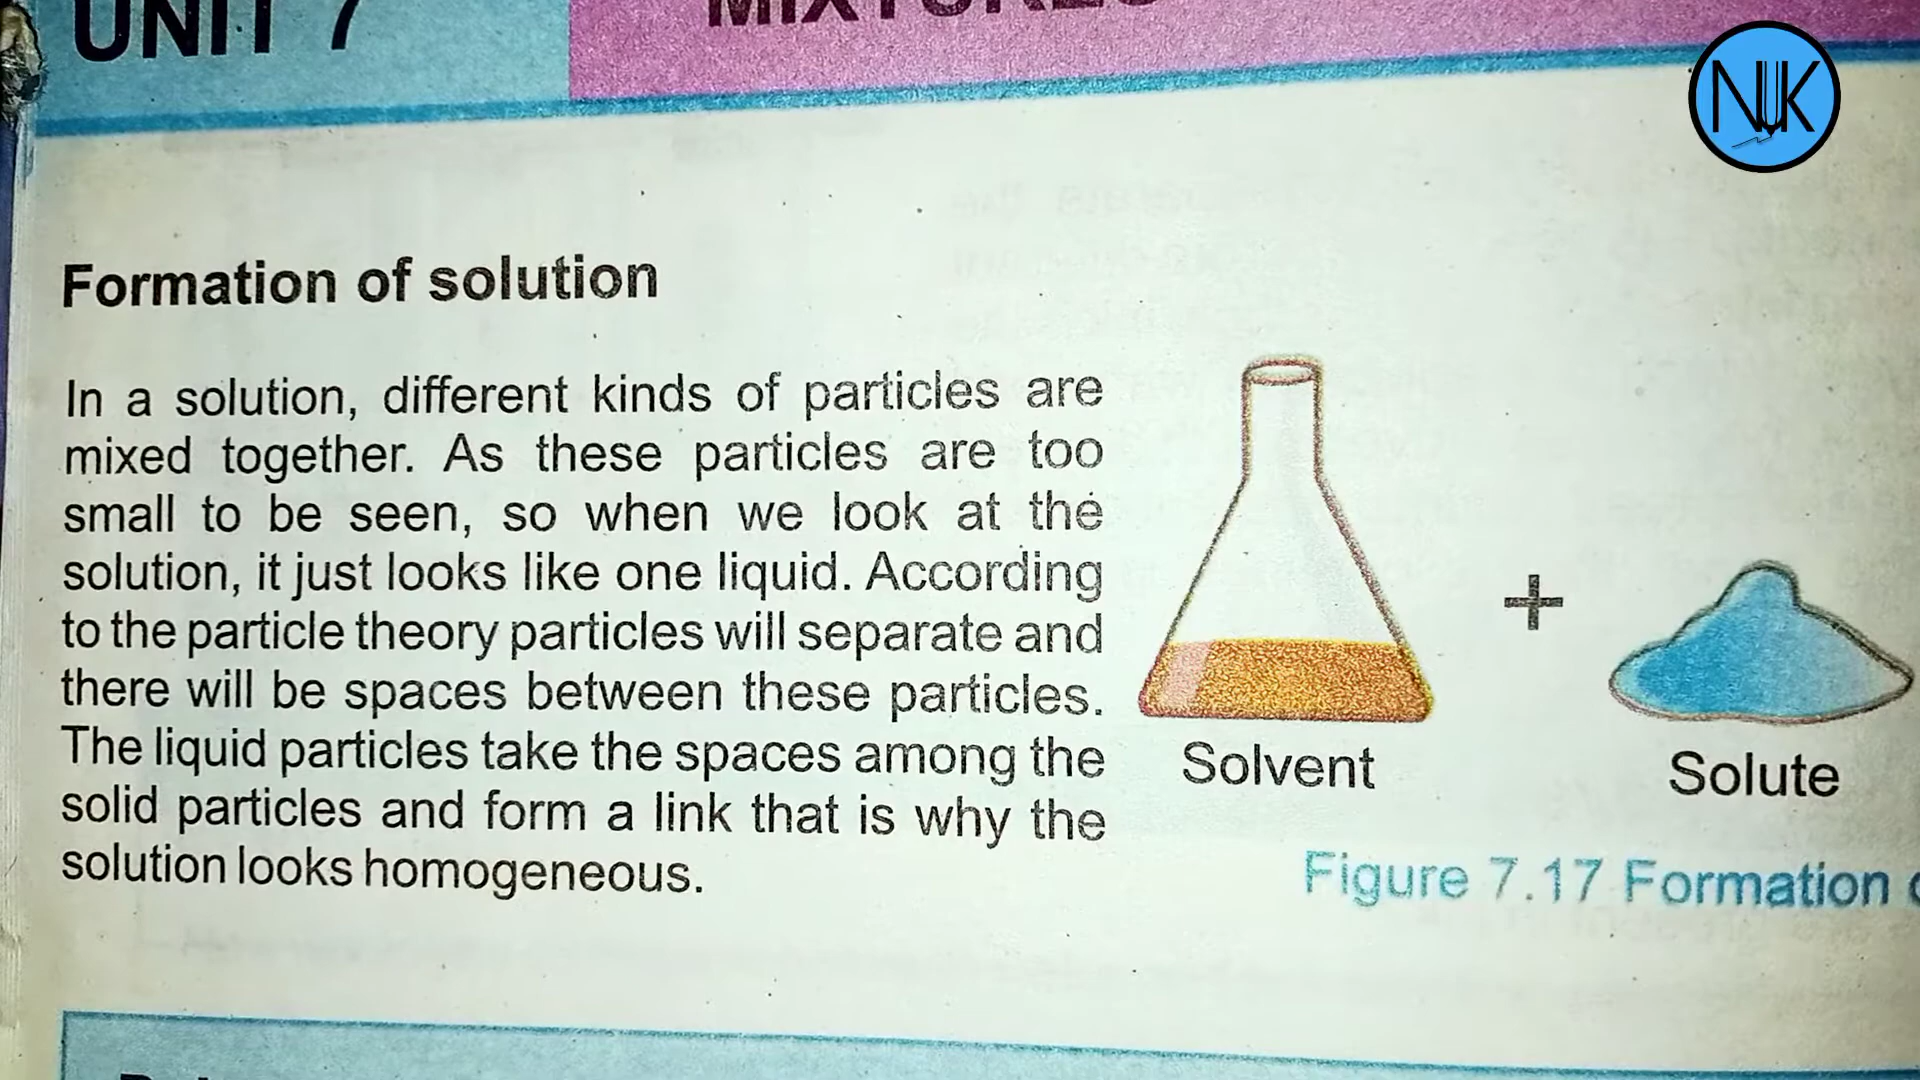 UNIT 7
MIXTURES
NUK
Formation of solution
In a solution, different kinds of particles are
mixed together. As these particles are too
small to be seen, so when we look at the
solution, it just looks like one liquid. According
to the particle theory particles will separate and
there will be spaces between these particles.
The liquid particles take the spaces among the
solid particles and form a link that is why the
solution looks homogeneous.
+
Solvent
Solute
Figure 7.17 Formation